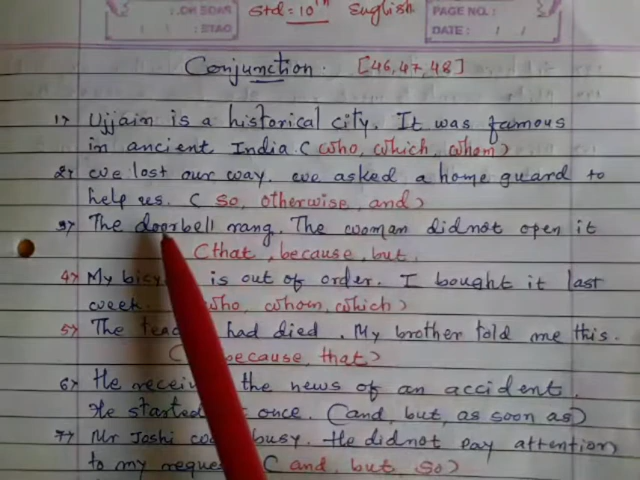 Std = 10th English PAGE NO.:
DATE: / /
Conjunction. [46,47,48]
1) Ujjain is a historical city. It was famous
in ancient India. (who, which, whom)
2) We lost our way. We asked a home guard to
help us. (so, otherwise, and)
3) The doorbell rang. The woman didnot open it
(that, because, but.
4) My is out of order. I bought it last
week. who, whom, which)
5) The had died. My brother told me this.
( because, that)
6) He the news of an accident.
He started once. (and, but, as soon as)
7) Mr Joshi busy. He did not pay attention
to my (and, but, so)